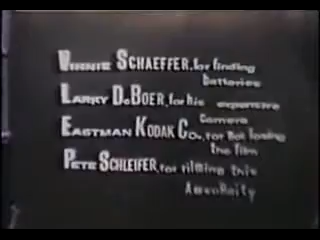 Vinnie Schaeffer, for finding
batteries
Larry DeBoer, for his expensive
camera
Eastman Kodak Co., for not losing
the film
Pete Schleifer, for filming this